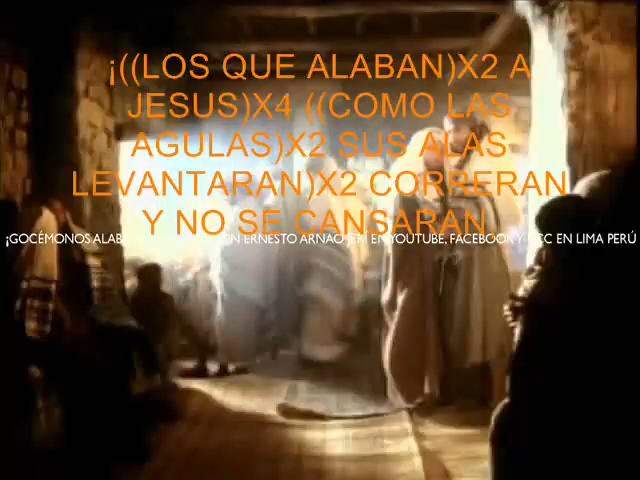 ¡((LOS QUE ALABAN)X2 A
JESUS)X4 ((COMO LAS
AGULAS)X2 SUS ALAS
LEVANTARAN)X2 CORRERAN
Y NO SE CANSARAN
¡GOCÉMONOS ERNESTO ARNAO EN YOUTUBE, FACEBOOK Y EN LIMA PERÚ